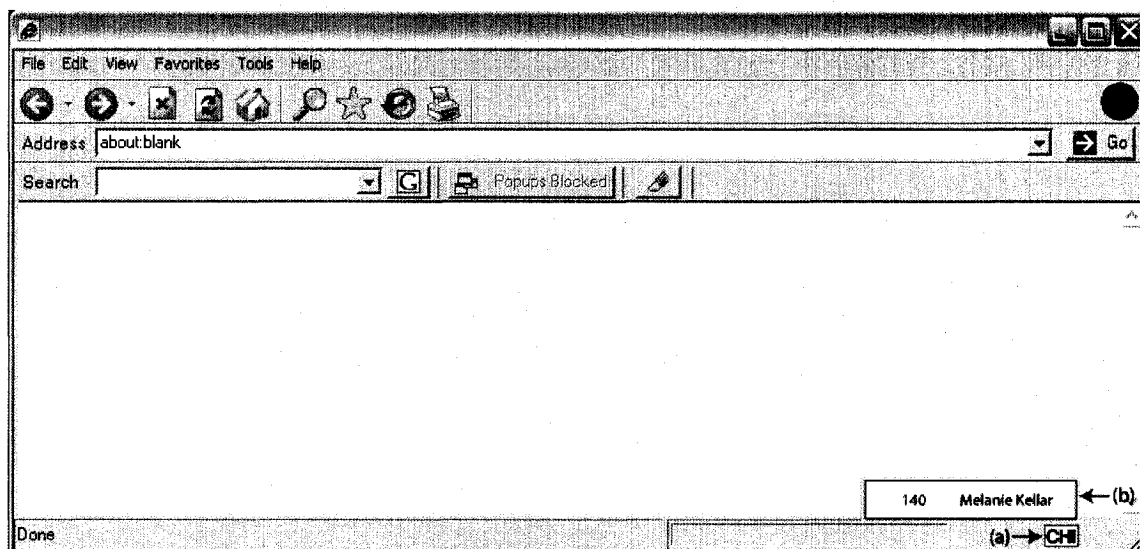 File Edit View Favorites Tools Help
Address about:blank Go
Search G Popups Blocked
140 Melanie Kellar (b)
Done (a) CHI